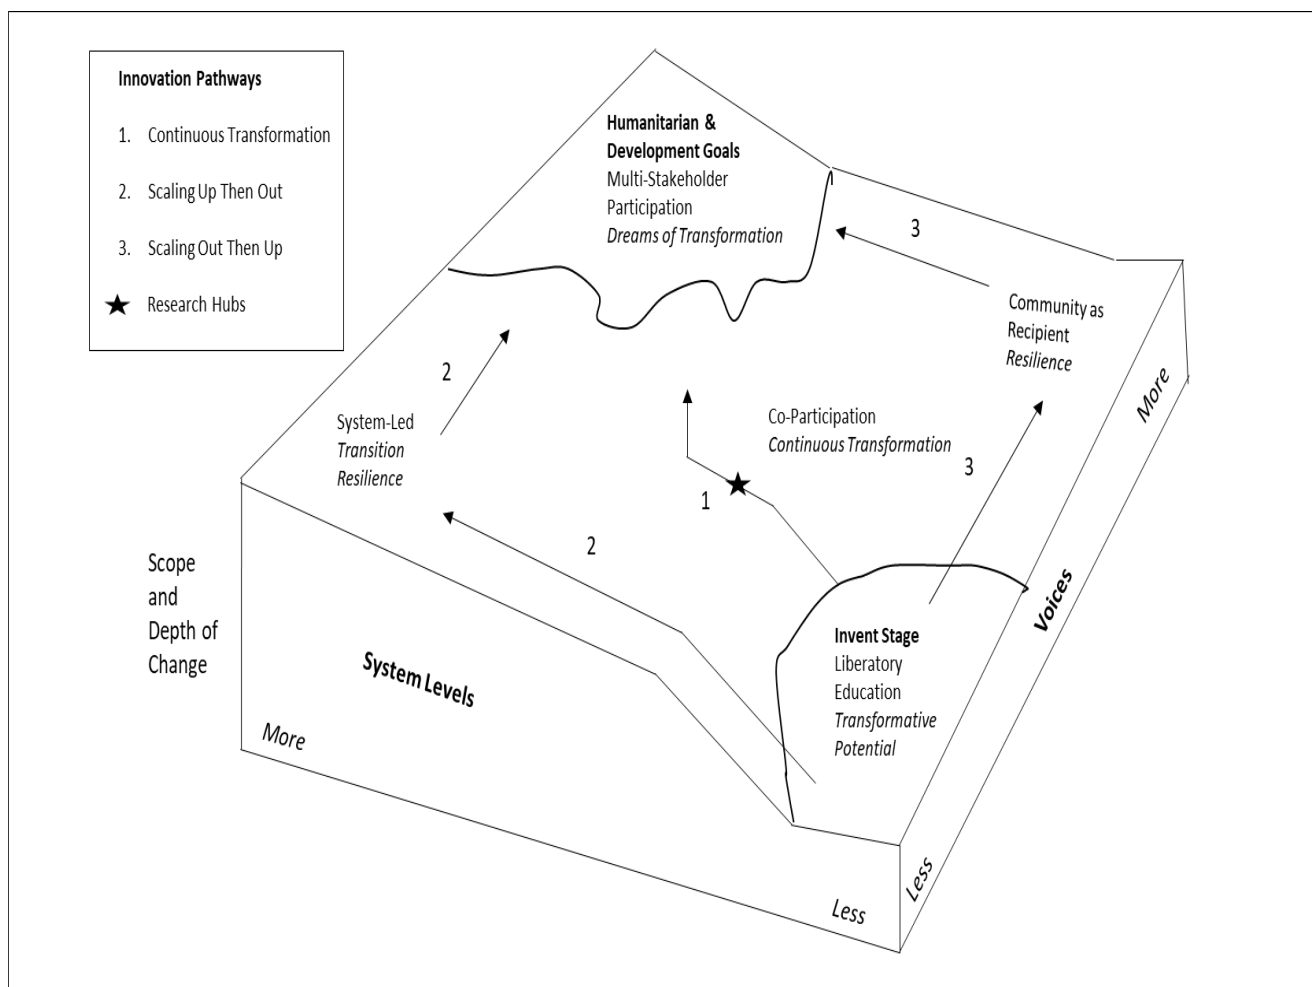 Innovation Pathways
1. Continuous Transformation
2. Scaling Up Then Out
3. Scaling Out Then Up
Research Hubs
Humanitarian &
Development Goals
Multi-Stakeholder
Participation
Dreams of Transformation
3
Community as
Recipient
Resilience
More
2
System-Led
Transition
Resilience
Co-Participation
Continuous Transformation
3
1
2
Scope
and
Depth of
Change
System Levels
More
Less
Invent Stage
Liberatory
Education
Transformative
Potential
Voices
Less